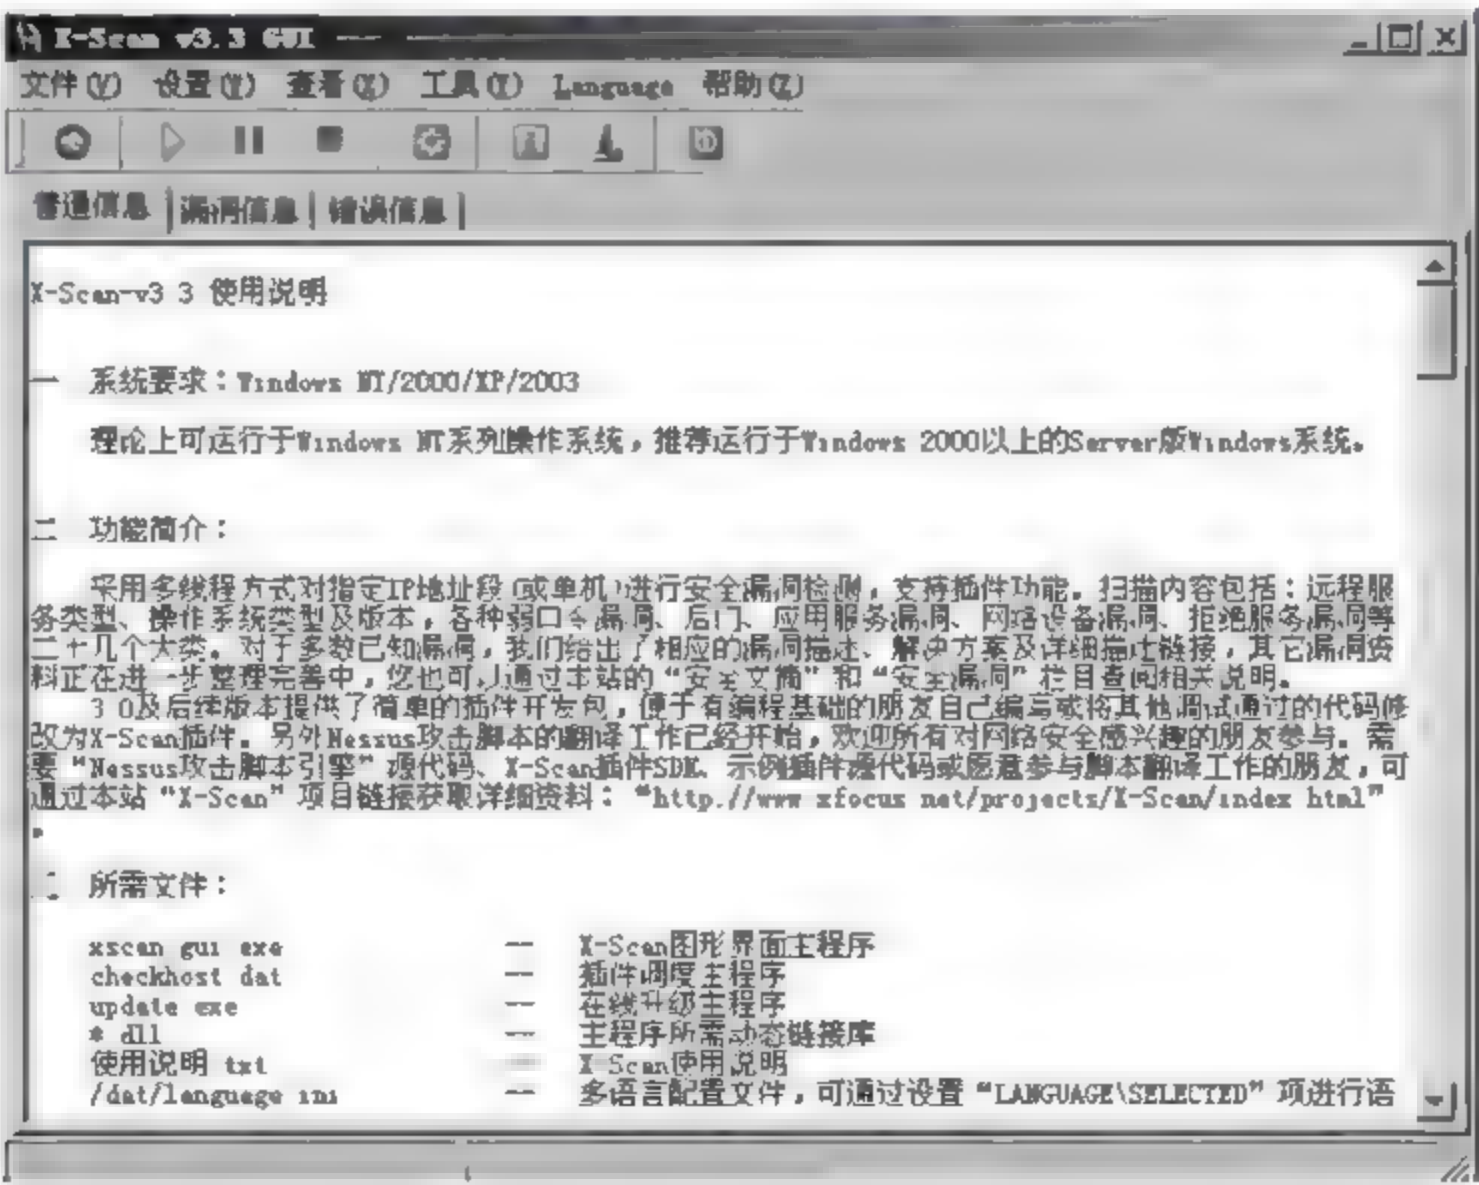 X-Scan v3.3 GUI
文件(V) 设置(W) 查看(X) 工具(Y) Language 帮助(Z)
普通信息 漏洞信息 错误信息
X-Scan-v3.3 使用说明
一 系统要求：Windows NT/2000/XP/2003
理论上可运行于Windows NT系列操作系统，推荐运行于Windows 2000以上的Server版Windows系统。
二 功能简介：
采用多线程方式对指定IP地址段(或单机)进行安全漏洞检测，支持插件功能。扫描内容包括：远程服
务类型、操作系统类型及版本，各种弱口令漏洞、后门、应用服务漏洞、网络设备漏洞、拒绝服务漏洞等
二十几个大类。对于多数已知漏洞，我们给出了相应的漏洞描述、解决方案及详细描述链接，其它漏洞资
料正在进一步整理完善中，您也可以通过本站的“安全文摘”和“安全漏洞”栏目查阅相关说明。
3.0及后续版本提供了简单的插件开发包，便于有编程基础的朋友自己编写或将其他调试通过的代码修
改为X-Scan插件。另外Nessus攻击脚本的翻译工作已经开始，欢迎所有对网络安全感兴趣的朋友参与。需
要“Nessus攻击脚本引擎”源代码、X-Scan插件SDK、示例插件源代码或愿意参与脚本翻译工作的朋友，可
通过本站“X-Scan”项目链接获取详细资料：“http://www.xfocus.net/projects/X-Scan/index.html”
。
三 所需文件：
xscan_gui.exe -- X-Scan图形界面主程序
checkhost.dat -- 插件调度主程序
update.exe -- 在线升级主程序
*.dll -- 主程序所需动态链接库
使用说明.txt -- X-Scan使用说明
/dat/language.ini -- 多语言配置文件，可通过设置“LANGUAGE\SELECTED”项进行语